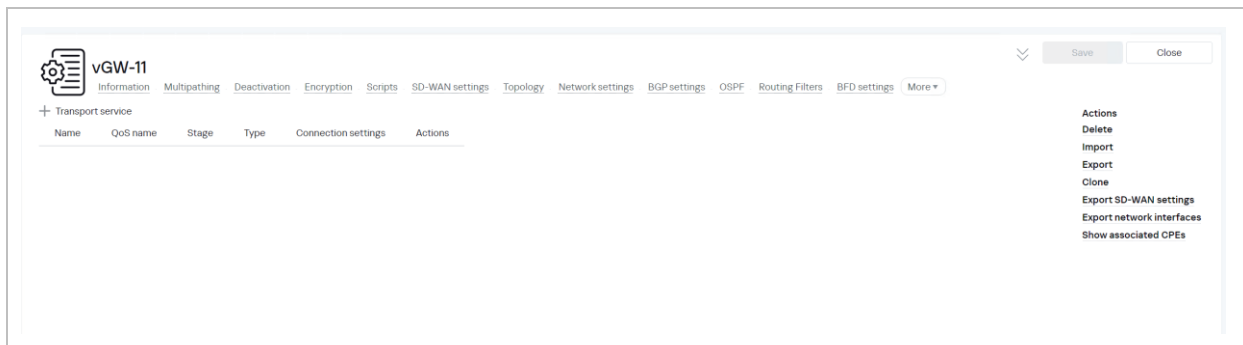 vGW-11
Save
Close
Information Multipathing Deactivation Encryption Scripts SD-WAN settings Topology Network settings BGP settings OSPF Routing Filters BFD settings More
+ Transport service
Name QoS name Stage Type Connection settings Actions
Actions
Delete
Import
Export
Clone
Export SD-WAN settings
Export network interfaces
Show associated CPEs